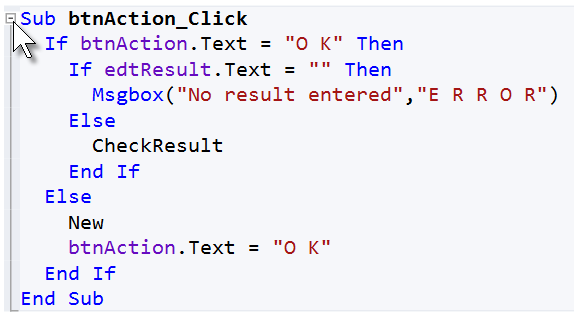 Sub btnAction_Click
If btnAction.Text = "O K" Then
If edtResult.Text = "" Then
Msgbox("No result entered","E R R O R")
Else
CheckResult
End If
Else
New
btnAction.Text = "O K"
End If
End Sub